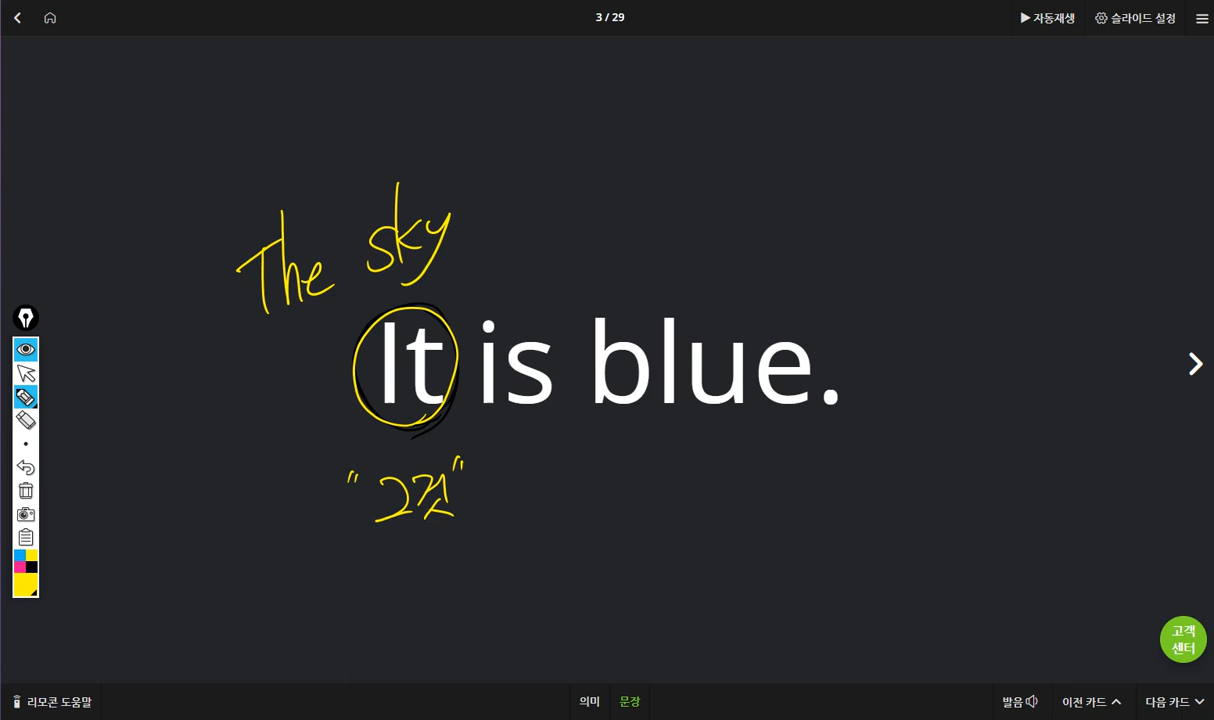 3 / 29
자동재생
슬라이드 설정
The sky
It is blue.
"그것"
고객
센터
리모콘 도움말
의미
문장
발음
이전 카드
다음 카드